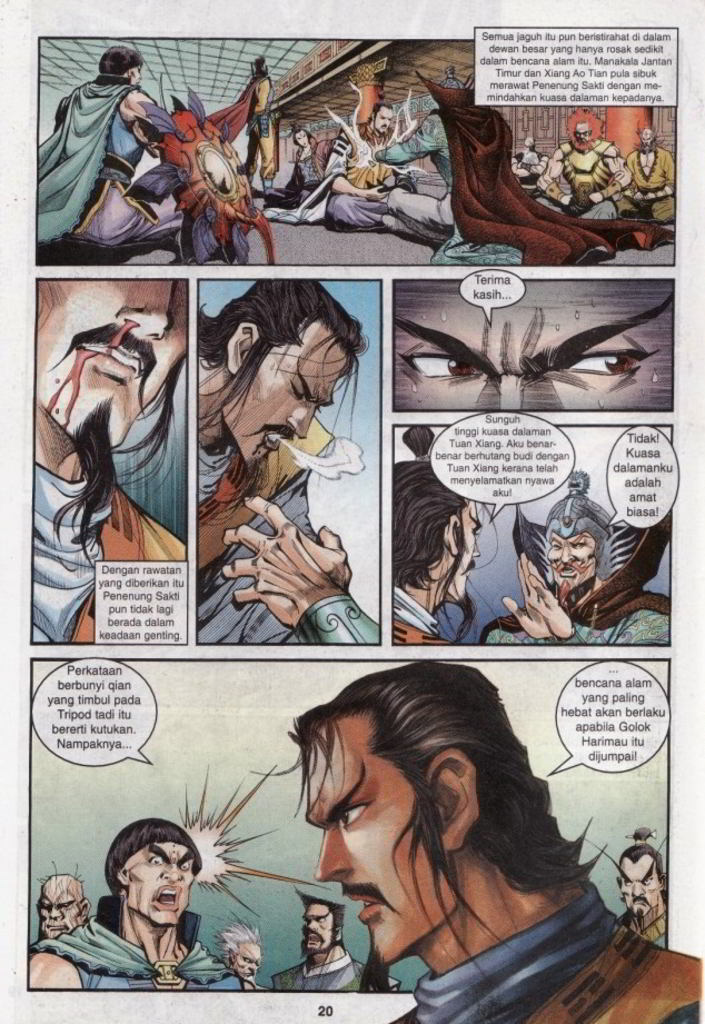 Semua jaguh itu pun beristirahat di dalam
dewan besar yang hanya rosak sedikit
dalam bencana alam itu. Manakala Jantan
Timur dan Xiang Ao Tian pula sibuk
merawat Penenung Sakti dengan me-
mindahkan kuasa dalaman kepadanya.
Dengan rawatan
yang diberikan itu
Penenung Sakti
pun tidak lagi
berada dalam
keadaan genting.
Terima
kasih...
Sungguh
tinggi kuasa dalaman
Tuan Xiang. Aku benar-
benar berhutang budi dengan
Tuan Xiang kerana telah
menyelamatkan nyawa
aku!
Tidak!
Kuasa
dalamanku
adalah
amat
biasa!
Perkataan
berbunyi qian
yang timbul pada
Tripod tadi itu
bererti kutukan.
Nampaknya...
...
bencana alam
yang paling
hebat akan berlaku
apabila Golok
Harimau itu
dijumpai!
20